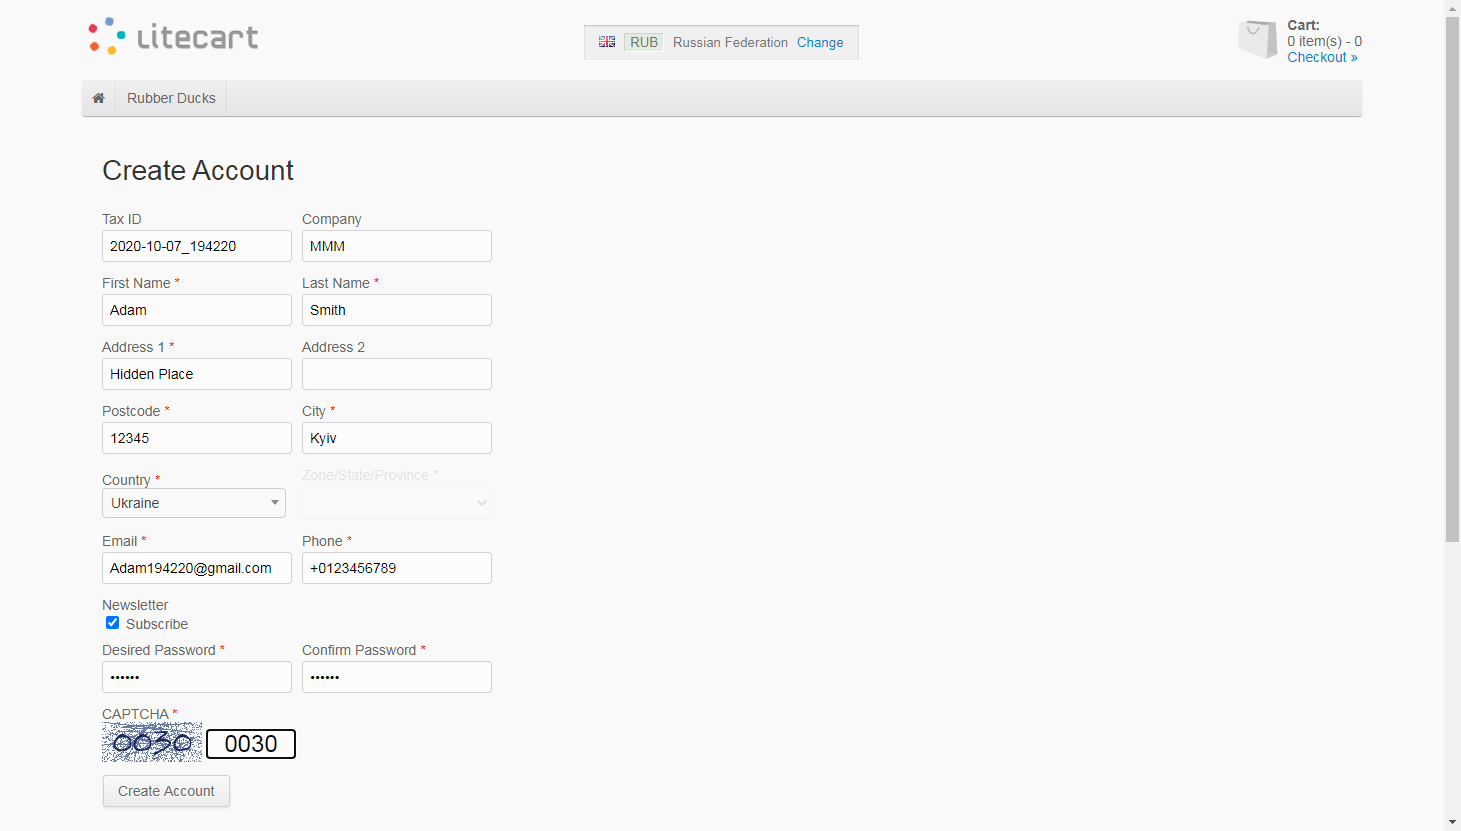 litecart
RUB Russian Federation Change
Cart:
0 item(s) - 0
Checkout »
Rubber Ducks
Create Account
Tax ID Company
2020-10-07_194220 MMM
First Name * Last Name *
Adam Smith
Address 1 * Address 2
Hidden Place
Postcode * City *
12345 Kyiv
Country * Zone/State/Province *
Ukraine
Email * Phone *
Adam194220@gmail.com +0123456789
Newsletter
Subscribe
Desired Password * Confirm Password *
•••••• ••••••
CAPTCHA *
0030 0030
Create Account